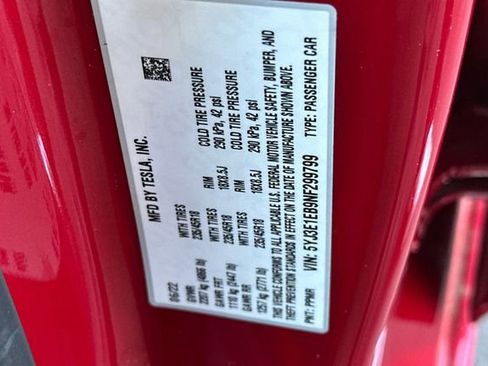 MFD BY TESLA, INC.
06/22
GVWR WITH TIRES RIM COLD TIRE PRESSURE
2207 kg (4866 lb) 235/45R18 18X8.5J 290 kPa, 42 psi
GAWR FRT WITH TIRES RIM COLD TIRE PRESSURE
1110 kg (2447 lb) 235/45R18 18X8.5J 290 kPa, 42 psi
GAWR RR
1257 kg (2771 lb) 235/45R18
THIS VEHICLE CONFORMS TO ALL APPLICABLE U.S. FEDERAL MOTOR VEHICLE SAFETY, BUMPER, AND
THEFT PREVENTION STANDARDS IN EFFECT ON THE DATE OF MANUFACTURE SHOWN ABOVE.
VIN: 5YJ3E1EB9NF299799 TYPE: PASSENGER CAR
PNT: PPMR